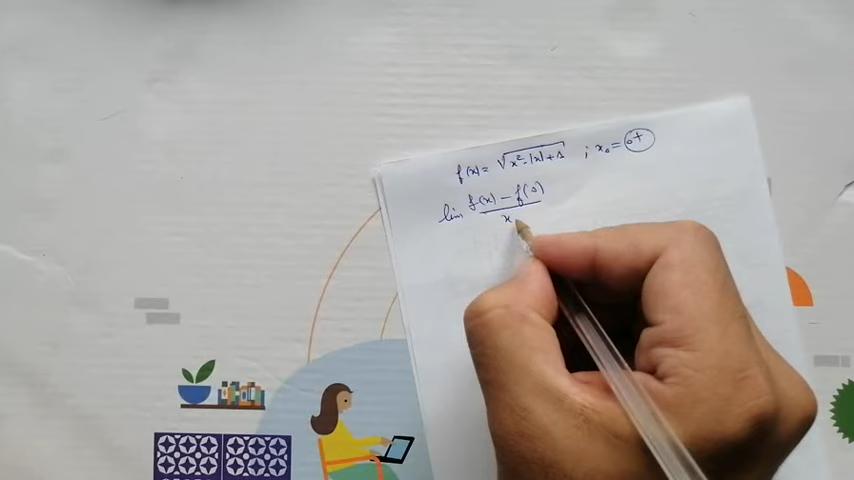 f(x) = √(x² - |x| + 1) ; x₀ = 0⁺
lim (f(x) - f(0)) / x